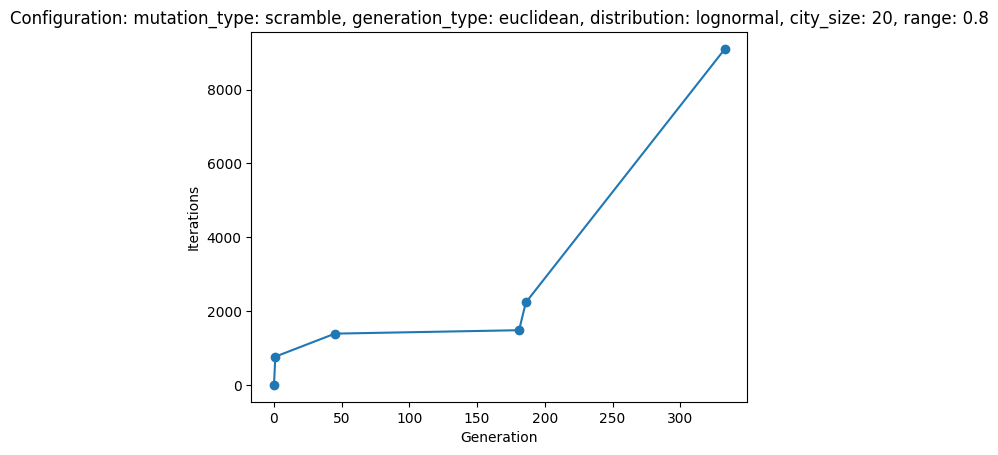 Configuration: mutation_type: scramble, generation_type: euclidean, distribution: lognormal, city_size: 20, range: 0.8
8000
6000
Iterations
4000
2000
0
0 50 100 150 200 250 300
Generation